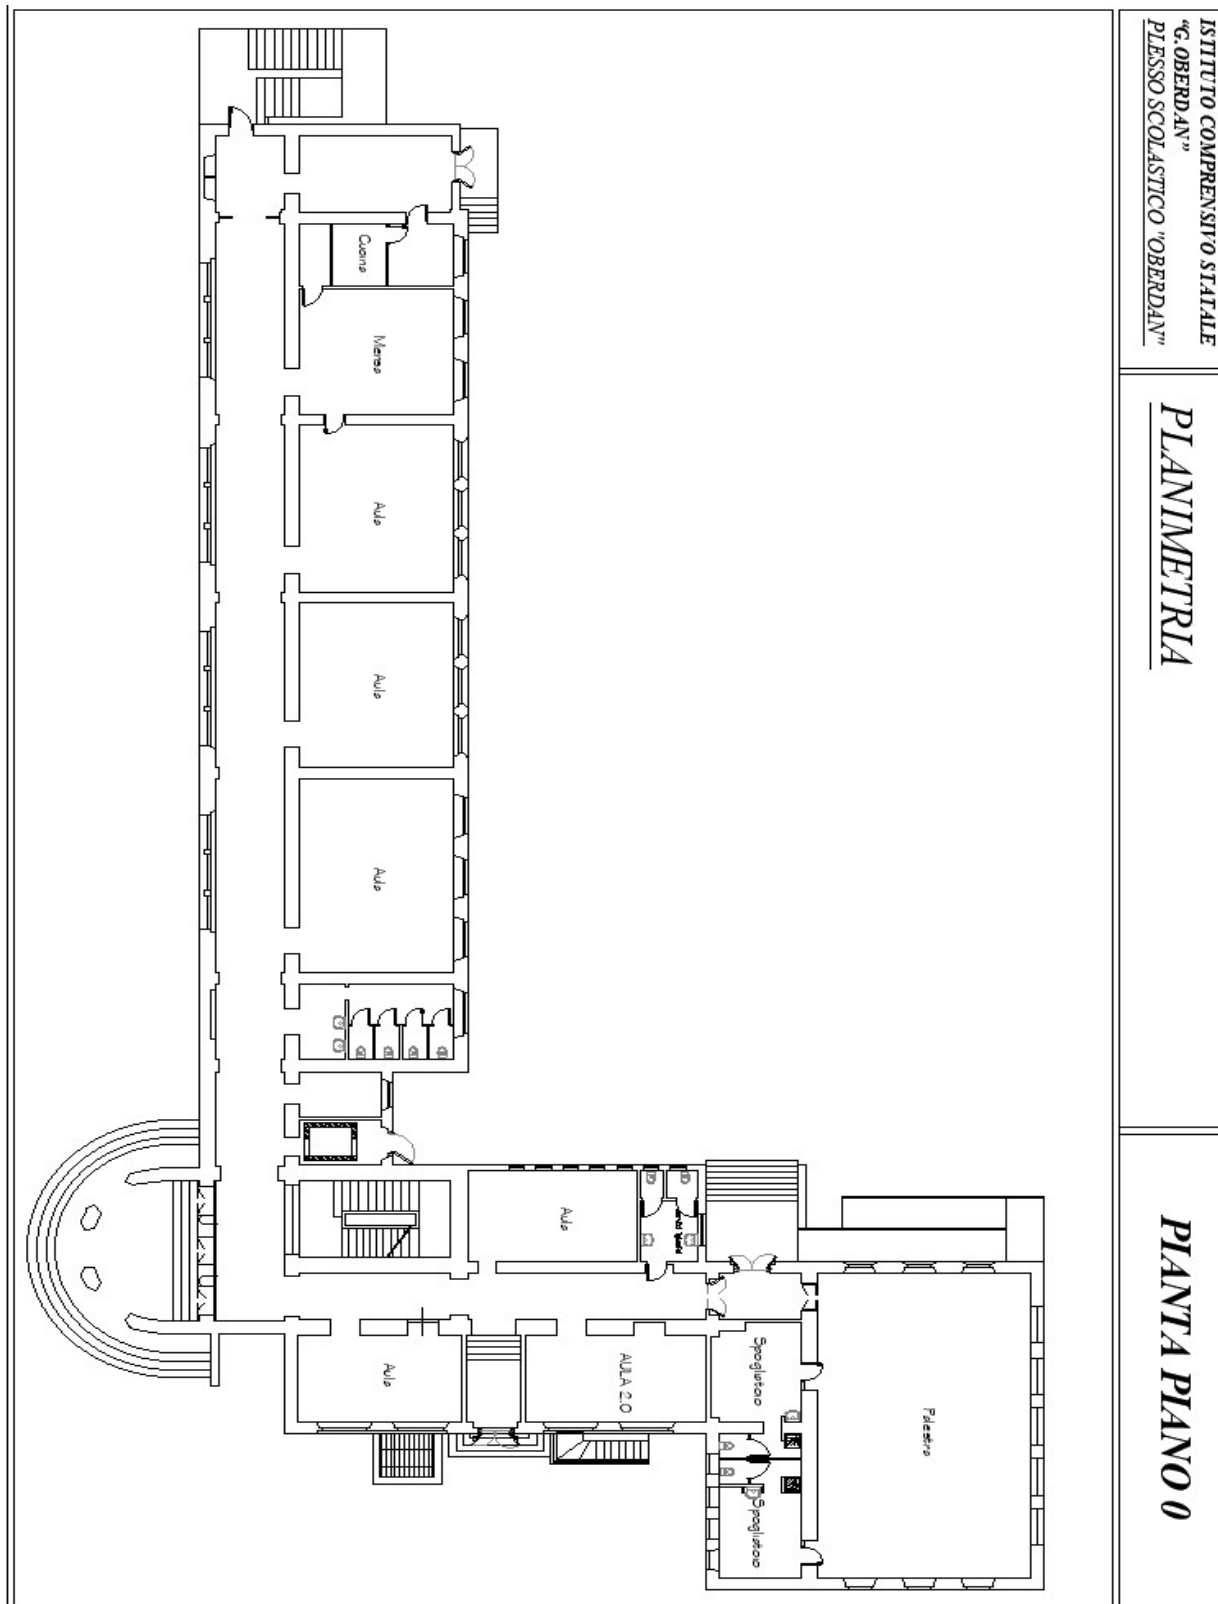 ISTITUTO COMPRENSIVO STATALE
"G.OBERDAN"
PLESSO SCOLASTICO "OBERDAN"
PLANIMETRIA
PIANTA PIANO 0
Cucina
Mensa
Aula
Aula
Aula
Aula
Aula
AULA 2.0
Spogliatoio
Spogliatoio
Palestra